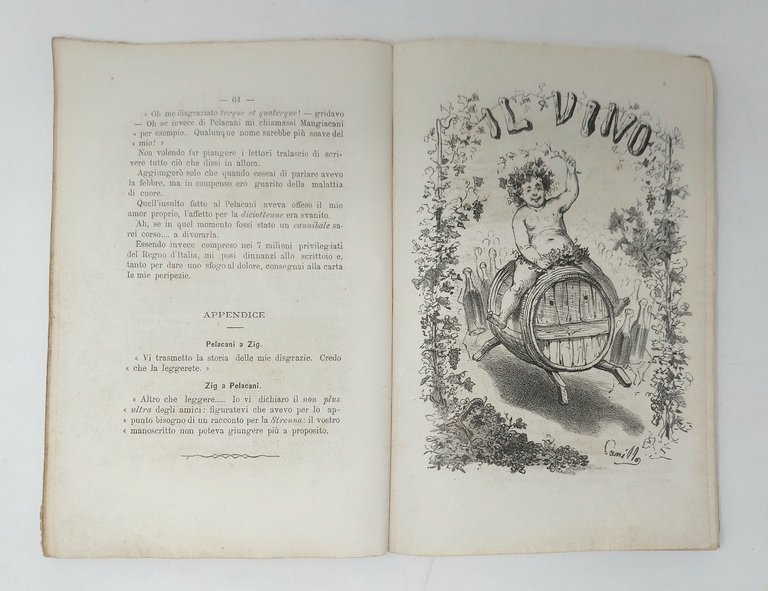 — 64 —
« Oh me disgraziato terque et quaterque! — gridavo
— Oh se invece di Pelacani mi chiamassi Mangiacani
« per esempio.. Qualunque nome sarebbe più soave del
« mio! »
Non volendo far piangere i lettori tralascio di scri-
vere tutto ciò che dissi in allora.
Aggiungerò solo che quando cessai di parlare avevo
la febbre, ma in compenso ero guarito della malattia
di cuore.
Quell'insulto fatto al Pelacani aveva offeso il mio
amor proprio, l'affetto per la diciottenne era svanito.
Ah, se in quel momento fossi stato un cannibale sa-
rei corso.... a divorarla.
Essendo invece compreso nei 7 milioni privilegiati
del Regno d'Italia, mi posi dinnanzi allo scrittoio e,
tanto per dare uno sfogo al dolore, consegnai alla carta
le mie peripezie.
APPENDICE
Pelacani a Zig.
« Vi trasmetto la storia delle mie disgrazie. Credo
« che la leggerete. »
Zig a Pelacani.
« Altro che leggere..... Io vi dichiaro il non plus
« ultra degli amici: figuratevi che avevo per lo ap-
« punto bisogno di un racconto per la Strenna: il vostro
« manoscritto non poteva giungere più a proposito.
IL VINO
Camillo